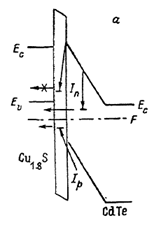 a
E_c
I_n
E_v
E_c
F
Cu_{1.8}S
I_p
CdTe